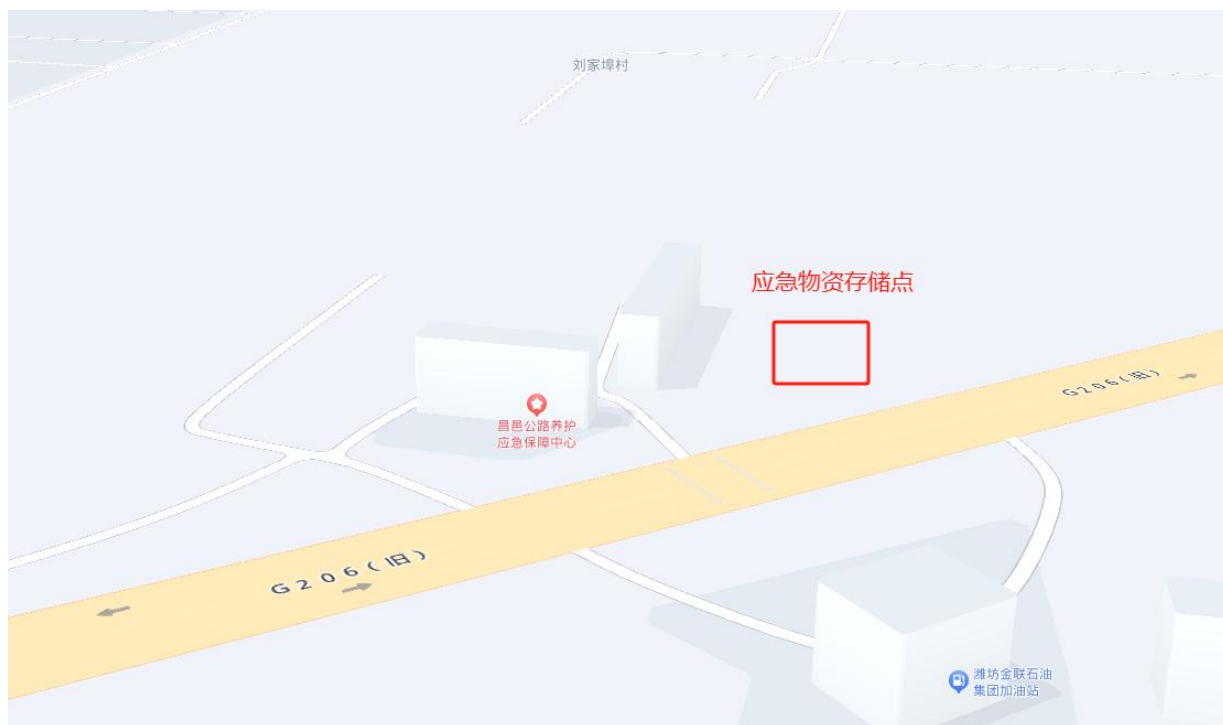 刘家埠村
应急物资存储点
G206(旧)
昌邑公路养护
应急保障中心
G206(旧)
潍坊金联石油
集团加油站